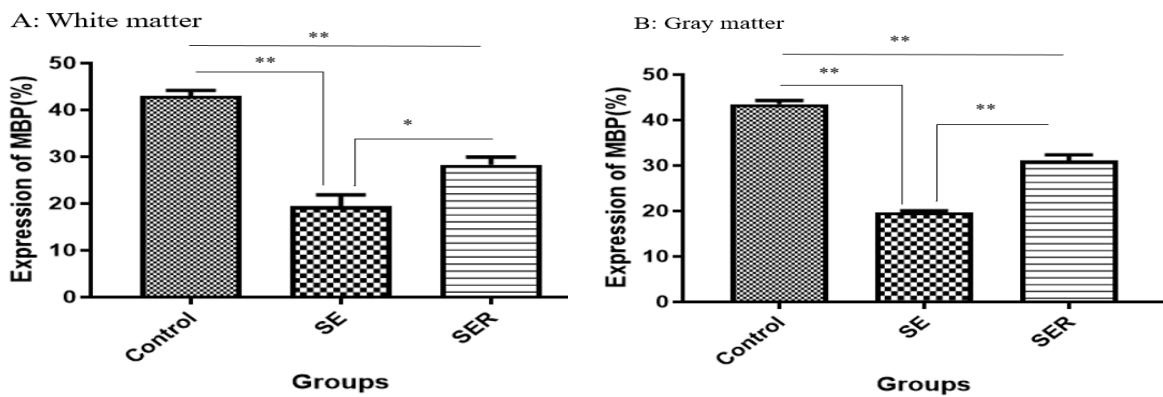 A: White matter
**
**
*
50
40
30
20
10
0
Expression of MBP(%)
Control
SE
SER
Groups
B: Gray matter
**
**
**
50
40
30
20
10
0
Expression of MBP(%)
Control
SE
SER
Groups